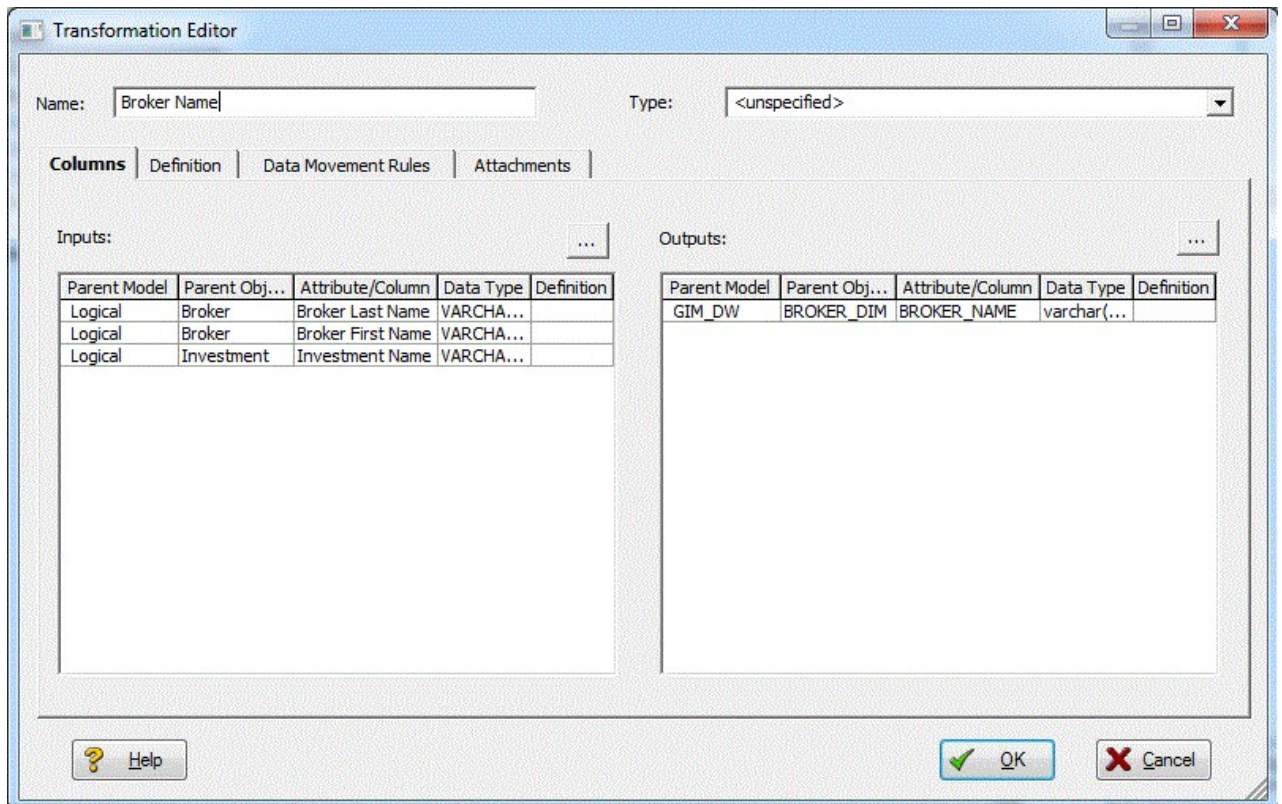 Transformation Editor
Name: Broker Name Type: <unspecified>
Columns Definition Data Movement Rules Attachments
Inputs: ... Outputs: ...
Parent Model Parent Obj... Attribute/Column Data Type Definition Parent Model Parent Obj... Attribute/Column Data Type Definition
Logical Broker Broker Last Name VARCHA... GIM_DW BROKER_DIM BROKER_NAME varchar(...
Logical Broker Broker First Name VARCHA...
Logical Investment Investment Name VARCHA...
Help OK Cancel